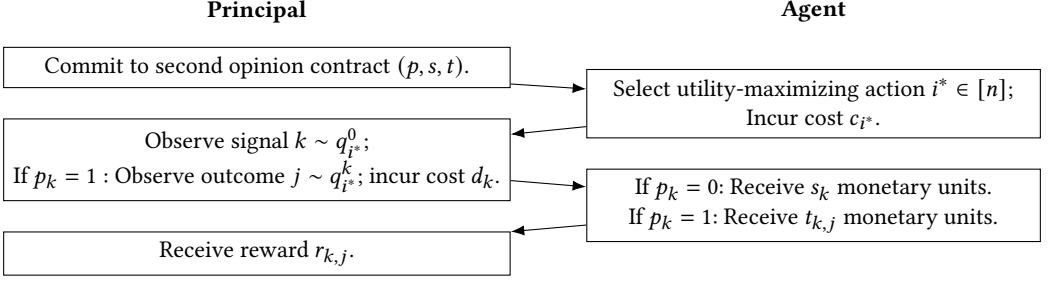 Principal
Agent
Commit to second opinion contract (p, s, t).
Select utility-maximizing action i* ∈ [n];
Incur cost c_{i*}.
Observe signal k ∼ q^0_{i*};
If p_k = 1 : Observe outcome j ∼ q^k_{i*}; incur cost d_k.
If p_k = 0: Receive s_k monetary units.
If p_k = 1: Receive t_{k,j} monetary units.
Receive reward r_{k,j}.